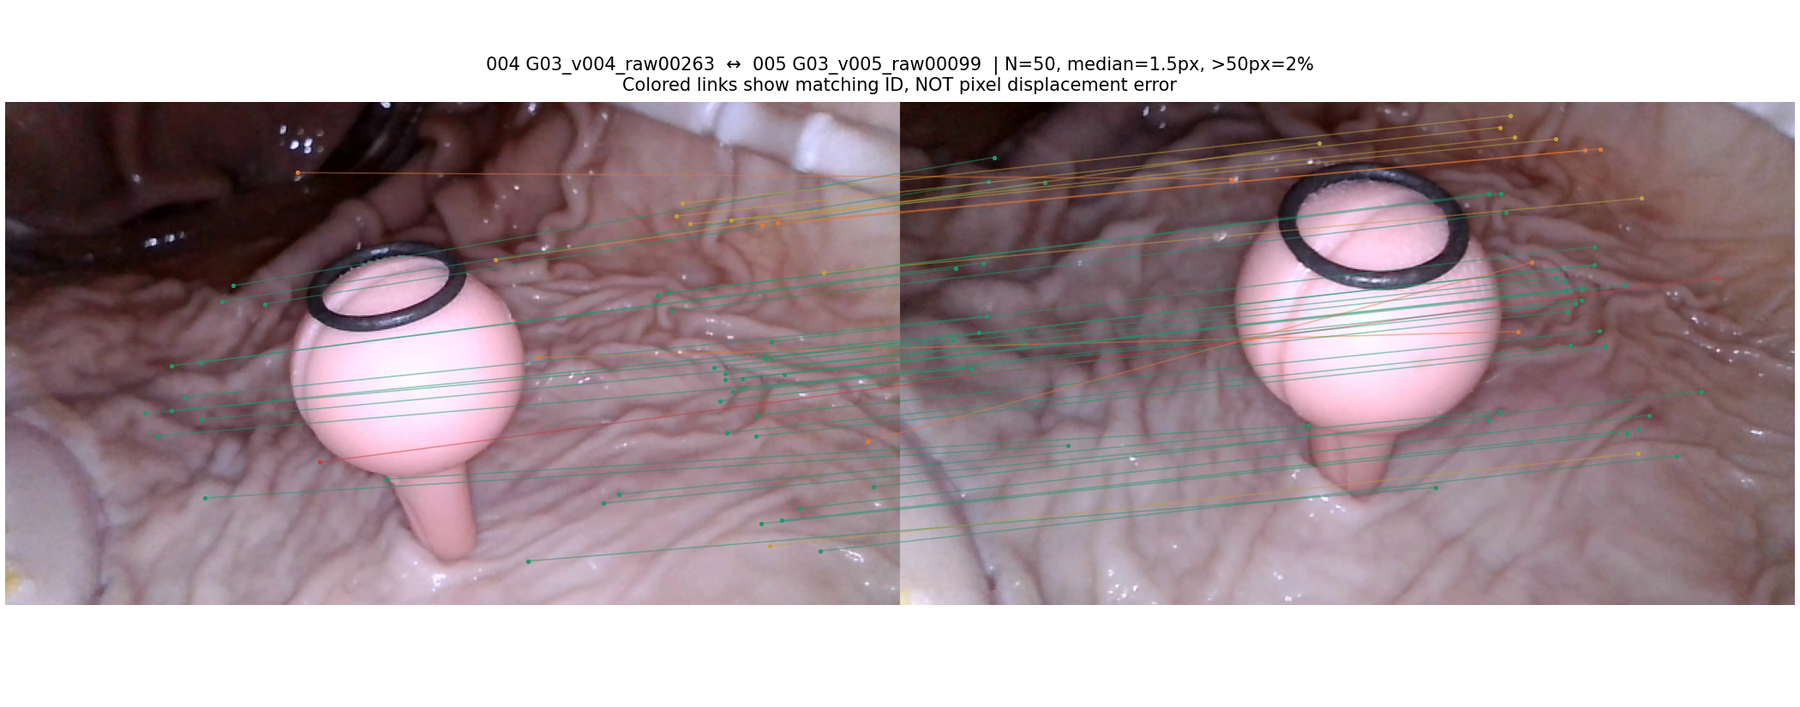 004 G03_v004_raw00263 ↔ 005 G03_v005_raw00099 | N=50, median=1.5px, >50px=2%
Colored links show matching ID, NOT pixel displacement error